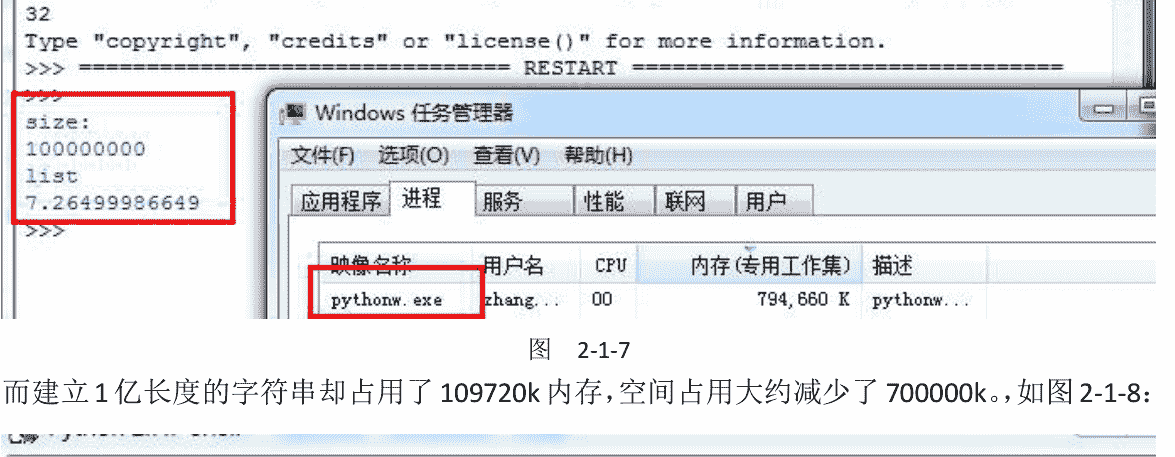 32
Type "copyright", "credits" or "license()" for more information.
>>> ================================ RESTART ================================
>>>
size:
100000000
list
7.26499986649
>>>
Windows 任务管理器
文件(F) 选项(O) 查看(V) 帮助(H)
应用程序 进程 服务 性能 联网 用户
映像名称 用户名 CPU 内存(专用工作集) 描述
pythonw.exe zhang... 00 794,660 K pythonw...
图 2-1-7
而建立1亿长度的字符串却占用了109720k内存,空间占用大约减少了700000k。,如图2-1-8: